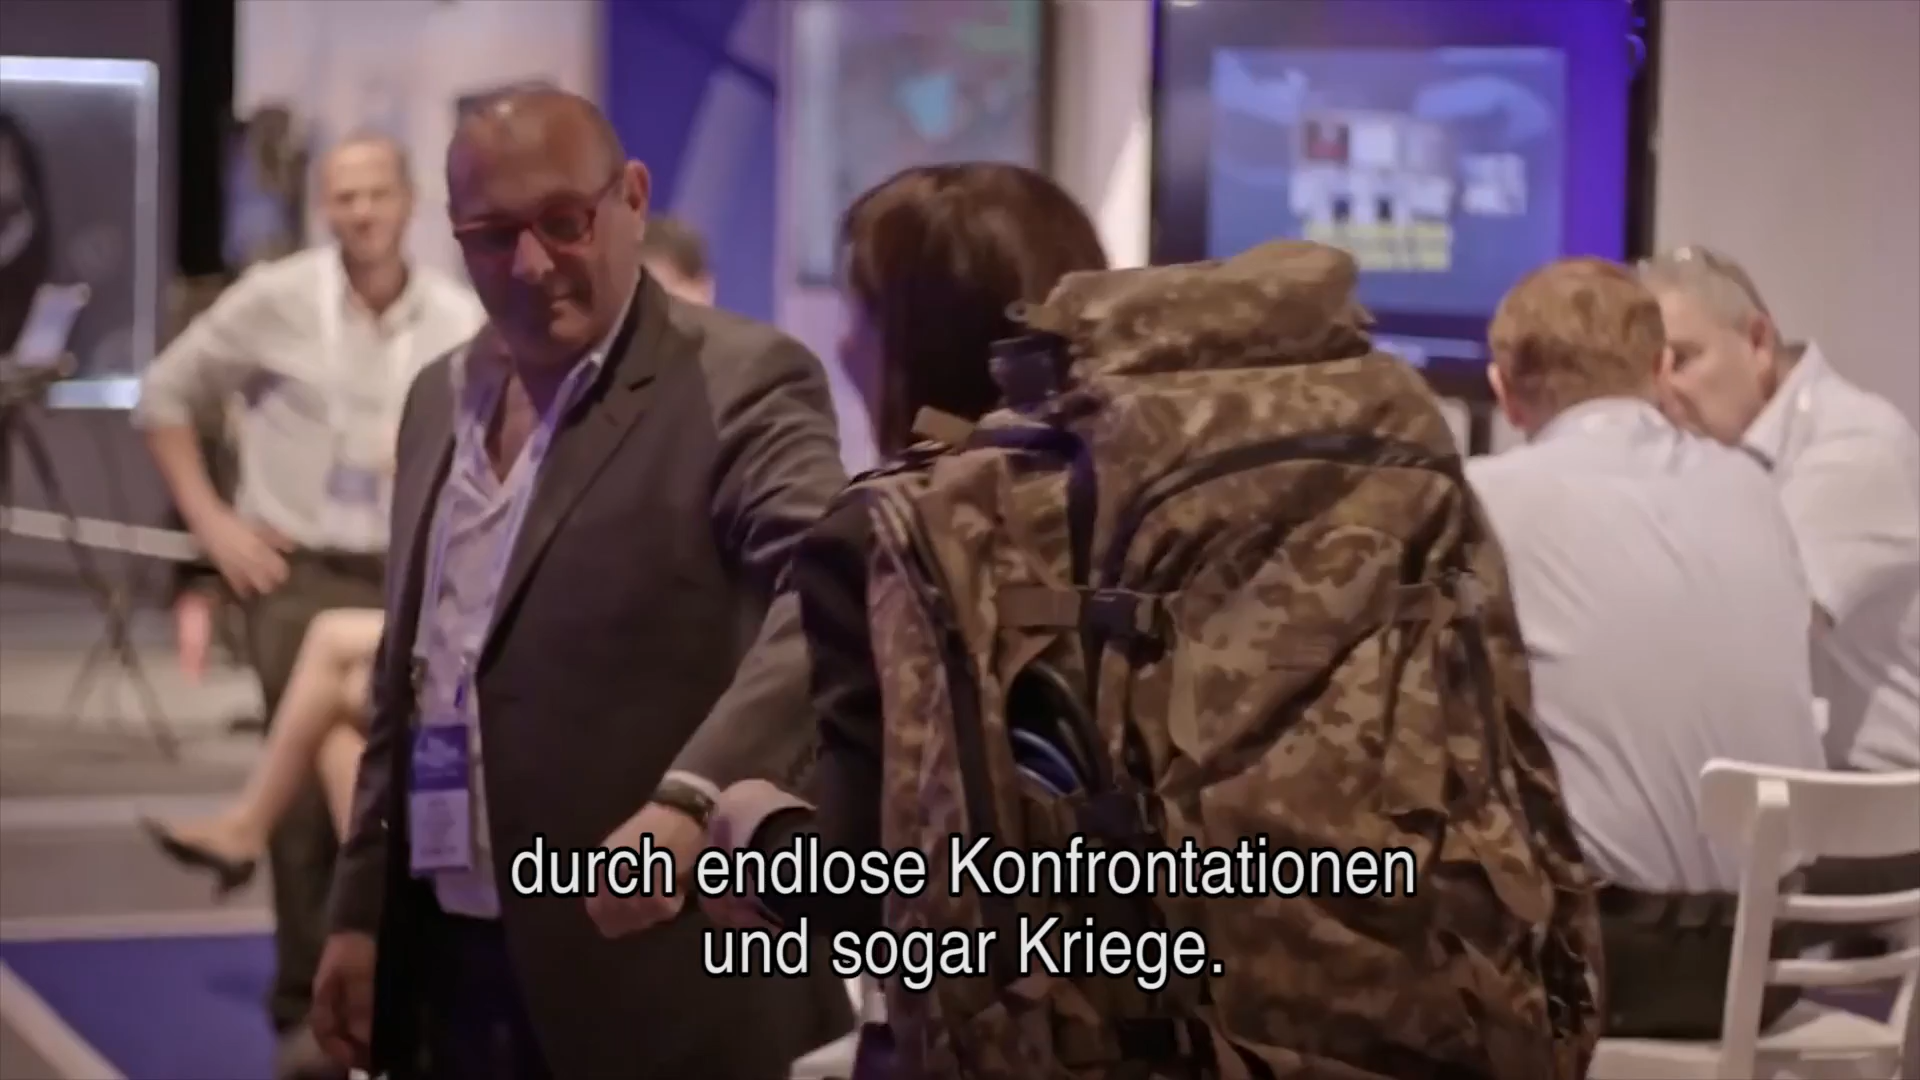 durch endlose Konfrontationen
und sogar Kriege.